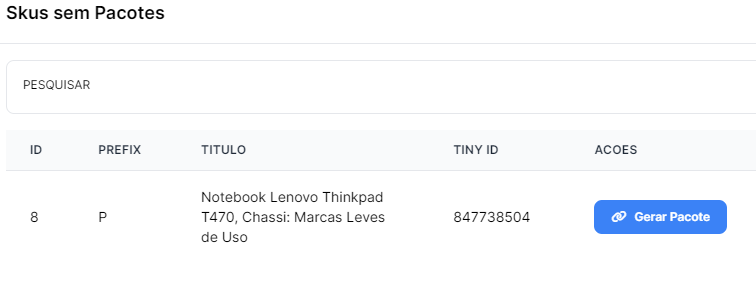 Skus sem Pacotes
PESQUISAR
ID PREFIX TITULO TINY ID ACOES
8 P Notebook Lenovo Thinkpad T470, Chassi: Marcas Leves de Uso 847738504 Gerar Pacote